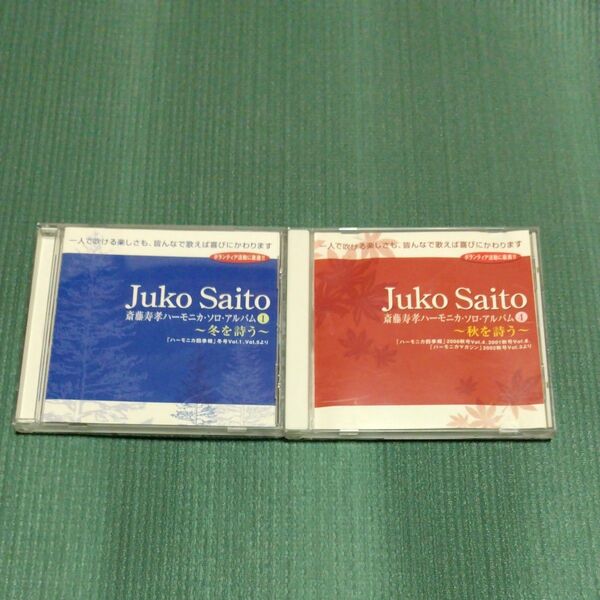 一人で吹ける楽しさも、皆んなで歌えば喜びにかわります
ボランティア活動に最適!!
Juko Saito
斎藤寿孝ハーモニカ・ソロ・アルバム1
～冬を詩う～
「ハーモニカ四季報」冬号Vol.1、Vol.5より
一人で吹ける楽しさも、皆んなで歌えば喜びにかわります
ボランティア活動に最適!!
Juko Saito
斎藤寿孝ハーモニカ・ソロ・アルバム4
～秋を詩う～
「ハーモニカ四季報」2000秋号Vol.4、2001秋号Vol.8、
「ハーモニカマガジン」2002秋号Vol.3より